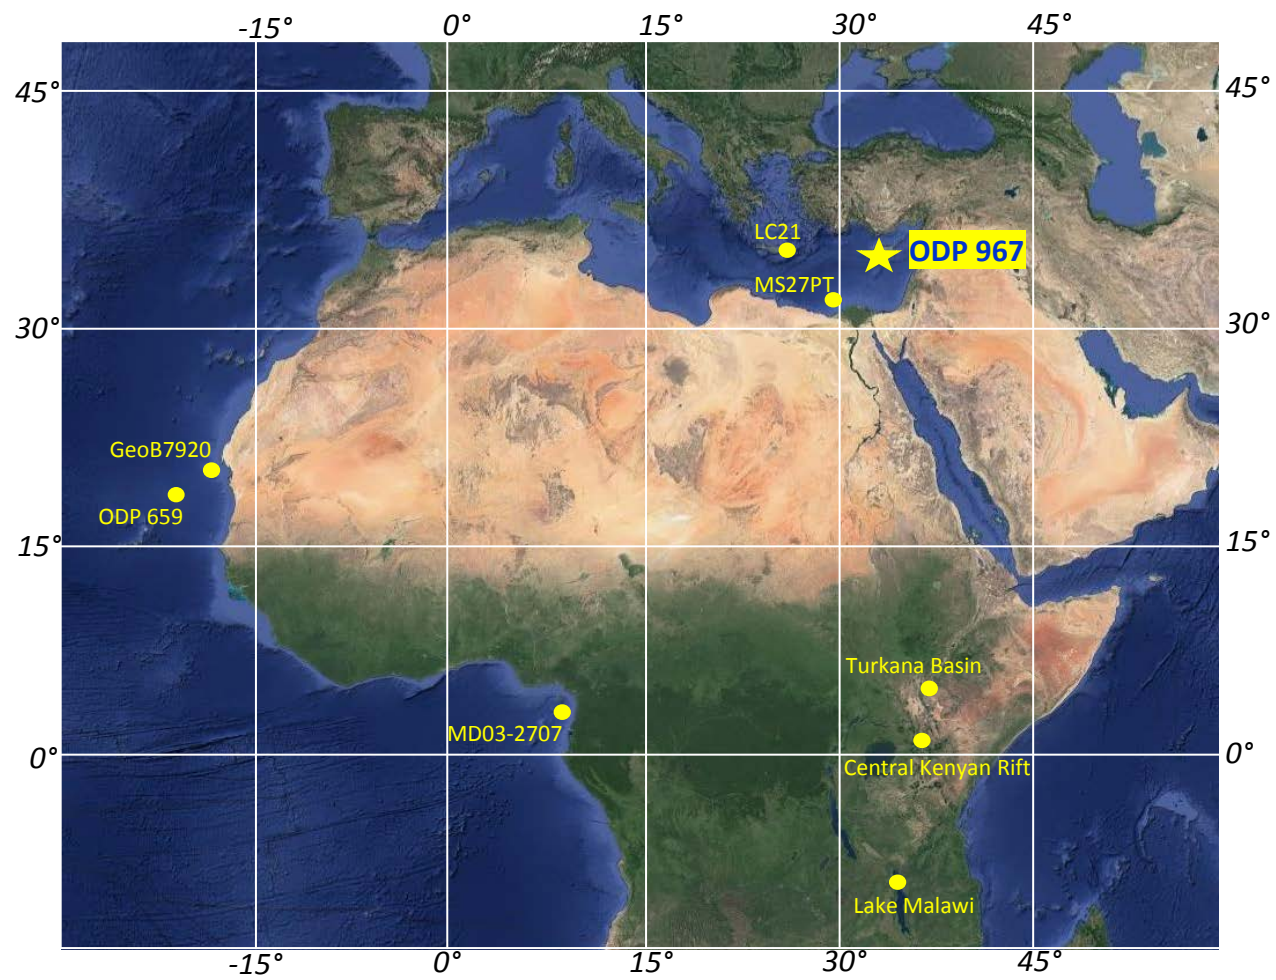 -15° 0° 15° 30° 45°
45° 45°
LC21
ODP 967
MS27PT
30° 30°
GeoB7920
ODP 659
15° 15°
Turkana Basin
MD03-2707
0° 0°
Central Kenyan Rift
Lake Malawi
-15° 0° 15° 30° 45°